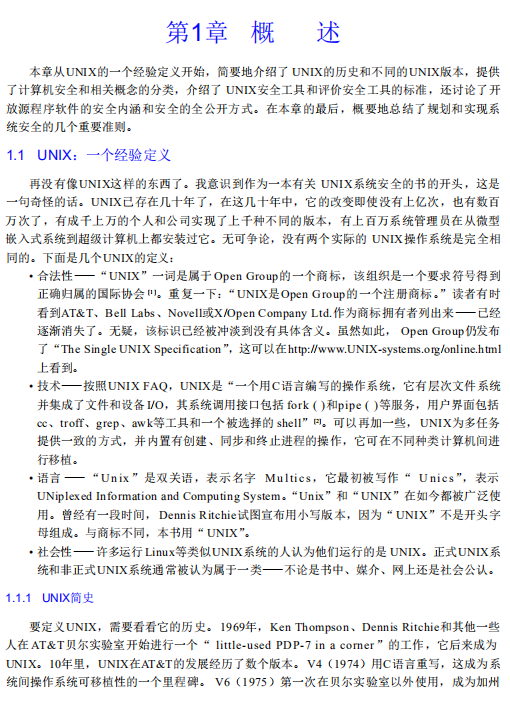 第1章 概 述
本章从UNIX的一个经验定义开始，简要地介绍了 UNIX的历史和不同的UNIX版本，提供
了计算机安全和相关概念的分类，介绍了 UNIX安全工具和评价安全工具的标准，还讨论了开
放源程序软件的安全内涵和安全的全公开方式。在本章的最后，概要地总结了规划和实现系
统安全的几个重要准则。
1.1 UNIX：一个经验定义
再没有像UNIX这样的东西了。我意识到作为一本有关 UNIX系统安全的书的开头，这是
一句奇怪的话。UNIX已存在几十年了，在这几十年中，它的改变即使没有上亿次，也有数百
万次了，有成千上万的个人和公司实现了上千种不同的版本，有上百万系统管理员在从微型
嵌入式系统到超级计算机上都安装过它。无可争论，没有两个实际的 UNIX操作系统是完全相
同的。下面是几个UNIX的定义：
• 合法性——“UNIX”一词是属于Open Group的一个商标，该组织是一个要求符号得到
正确归属的国际协会[1]。重复一下：“UNIX是Open Group的一个注册商标。”读者有时
看到AT&T、Bell Labs、Novell或X/Open Company Ltd.作为商标拥有者列出来——已经
逐渐消失了。无疑，该标识已经被冲淡到没有具体含义。虽然如此， Open Group仍发布
了“The Single UNIX Specification”，这可以在http://www.UNIX-systems.org/online.html
上看到。
• 技术——按照UNIX FAQ，UNIX是“一个用C语言编写的操作系统，它有层次文件系统
并集成了文件和设备I/O，其系统调用接口包括 fork ( )和pipe ( )等服务，用户界面包括
cc、troff、grep、awk等工具和一个被选择的 shell”[2]。可以再加一些， UNIX为多任务
提供一致的方式，并内置有创建、同步和终止进程的操作，它可在不同种类计算机间进
行移植。
• 语言——“Unix”是双关语，表示名字 Multics，它最初被写作“ Unics”，表示
UNiplexed Information and Computing System。“Unix”和“UNIX”在如今都被广泛使
用。曾经有一段时间， Dennis Ritchie试图宣布用小写版本，因为“UNIX”不是开头字
母组成。与商标不同，本书用“UNIX”。
• 社会性——许多运行 Linux等类似UNIX系统的人认为他们运行的是 UNIX。正式UNIX系
统和非正式UNIX系统通常被认为属于一类——不论是书中、媒介、网上还是社会公认。
1.1.1 UNIX简史
要定义UNIX，需要看看它的历史。1969年，Ken Thompson、Dennis Ritchie和其他一些
人在AT&T贝尔实验室开始进行一个“ little-used PDP-7 in a corner”的工作，它后来成为
UNIX。10年里，UNIX在AT&T的发展经历了数个版本。 V4（1974）用C语言重写，这成为系
统间操作系统可移植性的一个里程碑。 V6（1975）第一次在贝尔实验室以外使用，成为加州